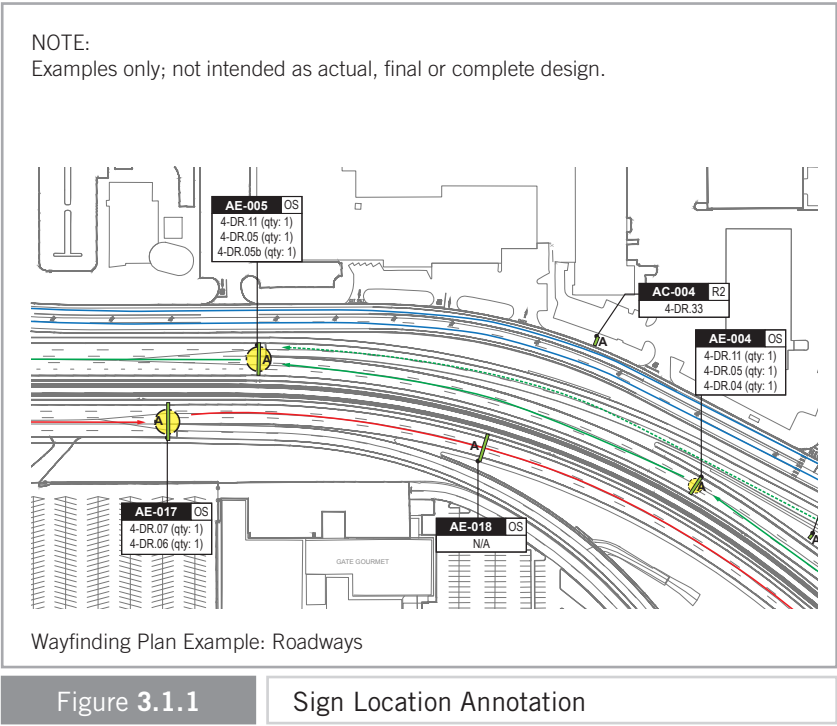 NOTE:
Examples only; not intended as actual, final or complete design.
AE-005 OS
4-DR.11 (qty: 1)
4-DR.05 (qty: 1)
4-DR.05b (qty: 1)
AC-004 R2
4-DR.33
AE-004 OS
4-DR.11 (qty: 1)
4-DR.05 (qty: 1)
4-DR.04 (qty: 1)
A
A
A
A
A
A
AE-017 OS
4-DR.07 (qty: 1)
4-DR.06 (qty: 1)
AE-018 OS
N/A
GATE GOURMET
Wayfinding Plan Example: Roadways
Figure 3.1.1
Sign Location Annotation